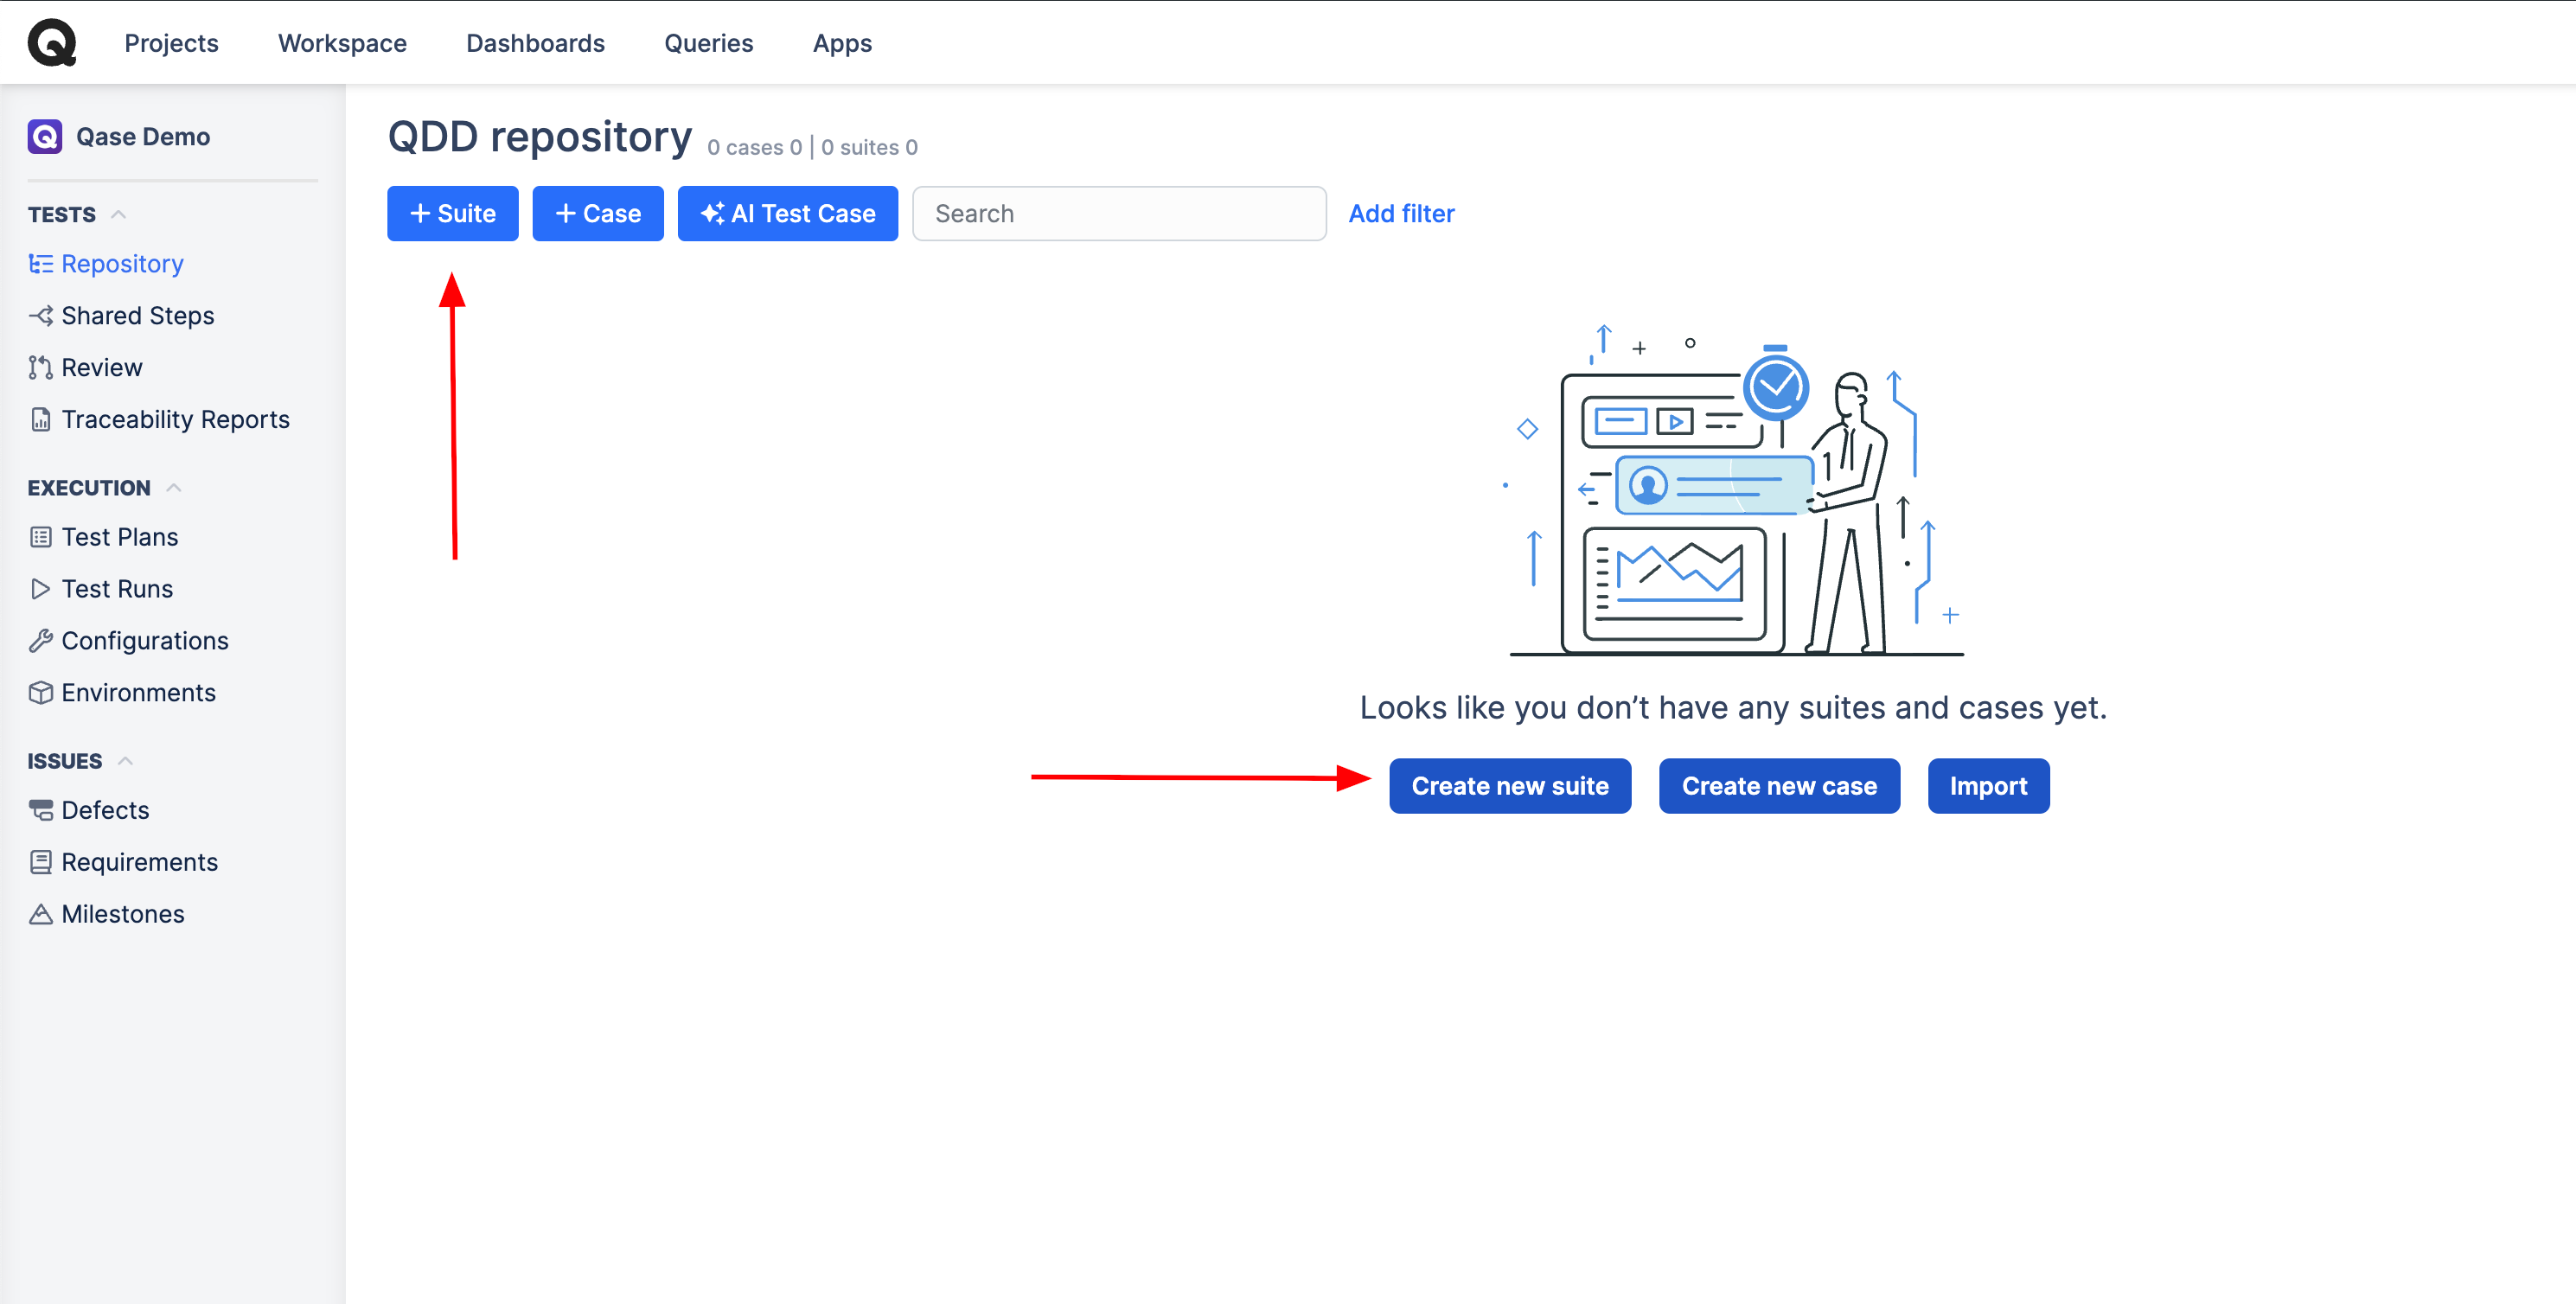 Projects Workspace Dashboards Queries Apps
Qase Demo
TESTS
Repository
Shared Steps
Review
Traceability Reports
EXECUTION
Test Plans
Test Runs
Configurations
Environments
ISSUES
Defects
Requirements
Milestones
QDD repository 0 cases 0 | 0 suites 0
+ Suite + Case AI Test Case Search Add filter
Looks like you don’t have any suites and cases yet.
Create new suite Create new case Import